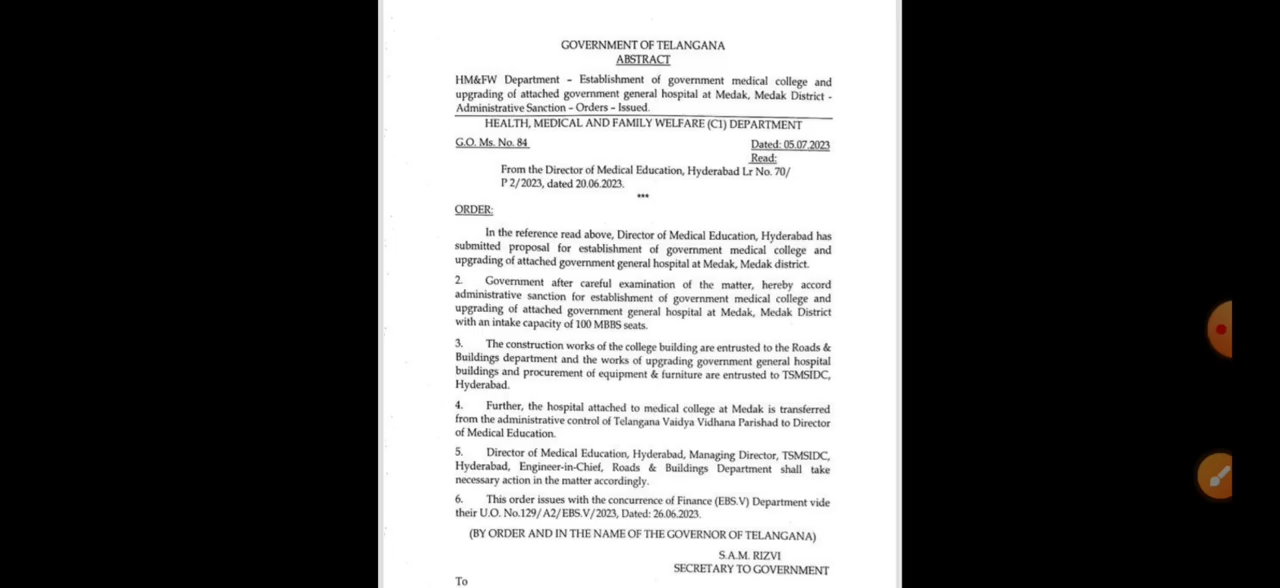 GOVERNMENT OF TELANGANA
ABSTRACT
HM&FW Department – Establishment of government medical college and
upgrading of attached government general hospital at Medak, Medak District -
Administrative Sanction – Orders – Issued.
HEALTH, MEDICAL AND FAMILY WELFARE (C1) DEPARTMENT
G.O. Ms. No. 84 Dated: 05.07.2023
Read:
From the Director of Medical Education, Hyderabad Lr No. 70/
P 2/2023, dated 20.06.2023.
***
ORDER:
In the reference read above, Director of Medical Education, Hyderabad has
submitted proposal for establishment of government medical college and
upgrading of attached government general hospital at Medak, Medak district.
2. Government after careful examination of the matter, hereby accord
administrative sanction for establishment of government medical college and
upgrading of attached government general hospital at Medak, Medak District
with an intake capacity of 100 MBBS seats.
3. The construction works of the college building are entrusted to the Roads &
Buildings department and the works of upgrading government general hospital
buildings and procurement of equipment & furniture are entrusted to TSMSIDC,
Hyderabad.
4. Further, the hospital attached to medical college at Medak is transferred
from the administrative control of Telangana Vaidya Vidhana Parishad to Director
of Medical Education.
5. Director of Medical Education, Hyderabad, Managing Director, TSMSIDC,
Hyderabad, Engineer-in-Chief, Roads & Buildings Department shall take
necessary action in the matter accordingly.
6. This order issues with the concurrence of Finance (EBS.V) Department vide
their U.O. No.129/A2/EBS.V/2023, Dated: 26.06.2023.
(BY ORDER AND IN THE NAME OF THE GOVERNOR OF TELANGANA)
S.A.M. RIZVI
SECRETARY TO GOVERNMENT
To